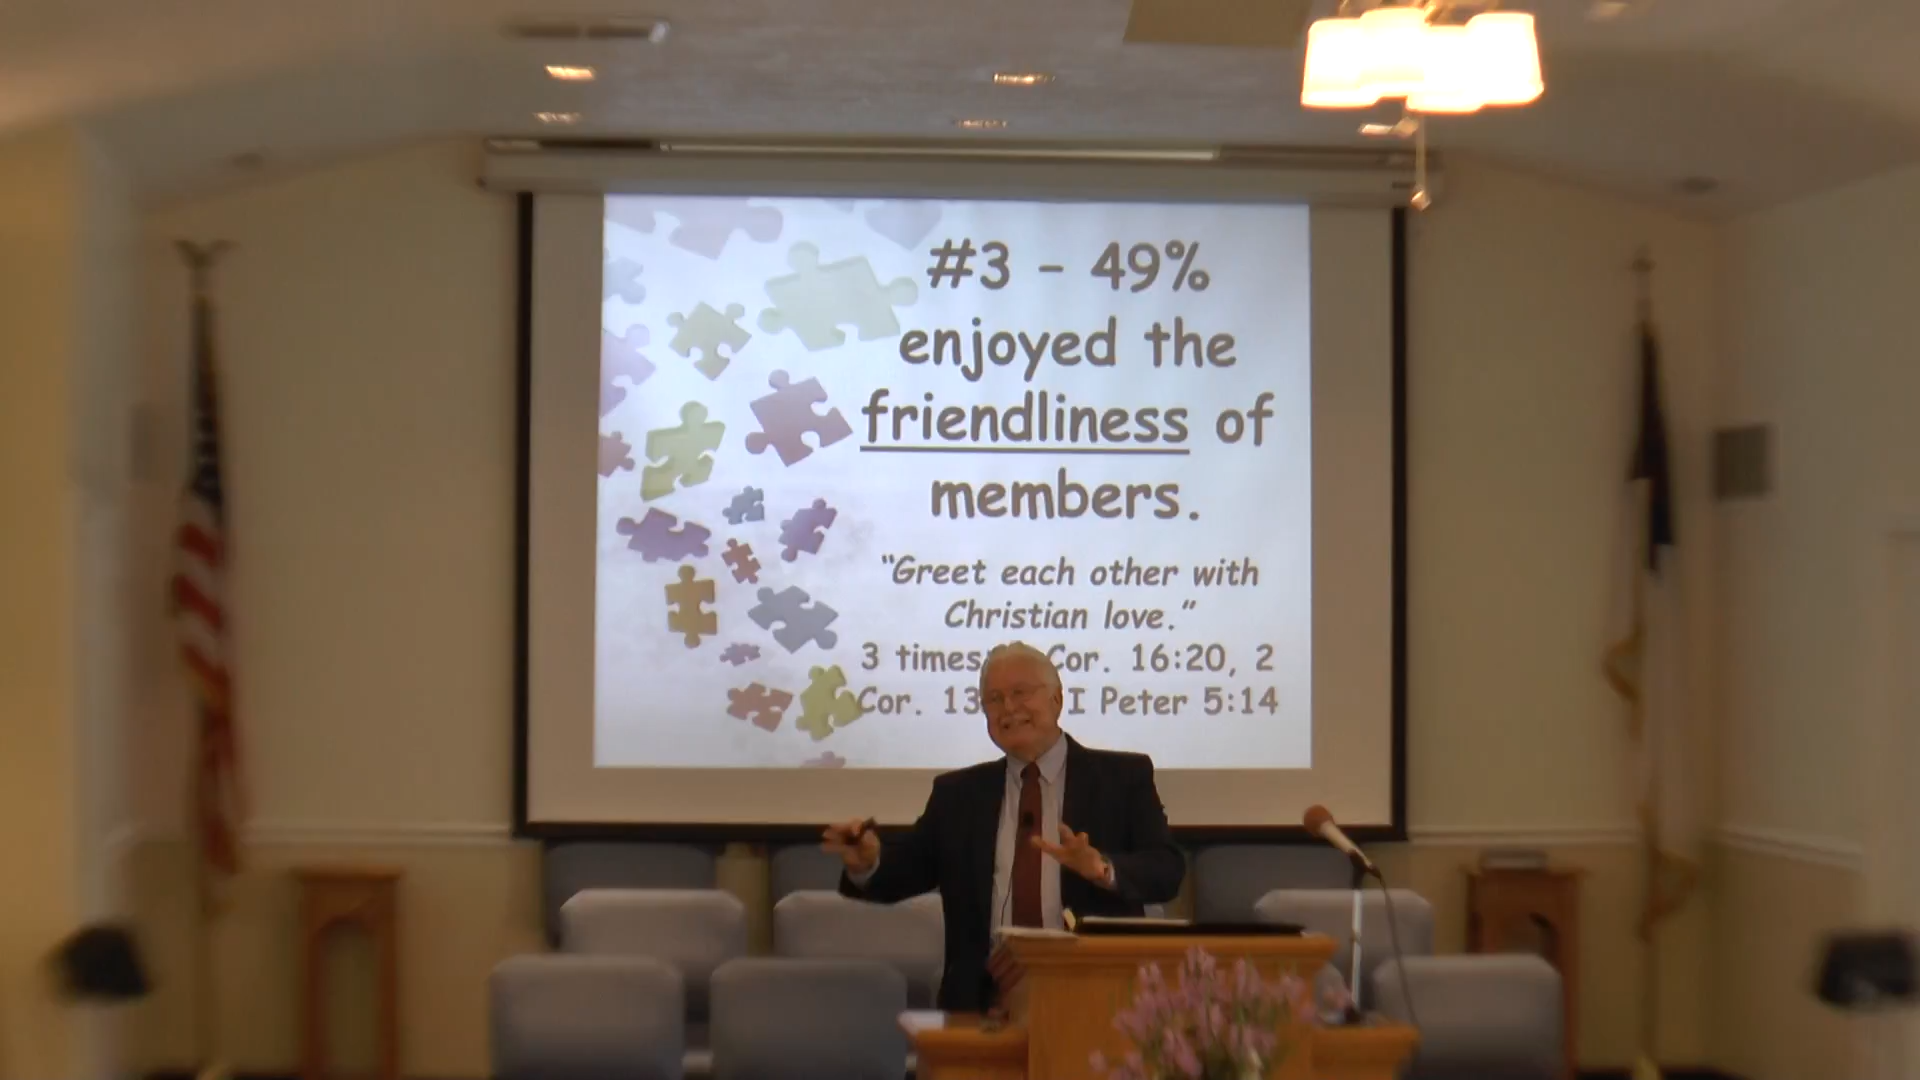 #3 - 49%
enjoyed the
friendliness of
members.
“Greet each other with
Christian love.”
3 times Cor. 16:20, 2
Cor. 13 I Peter 5:14